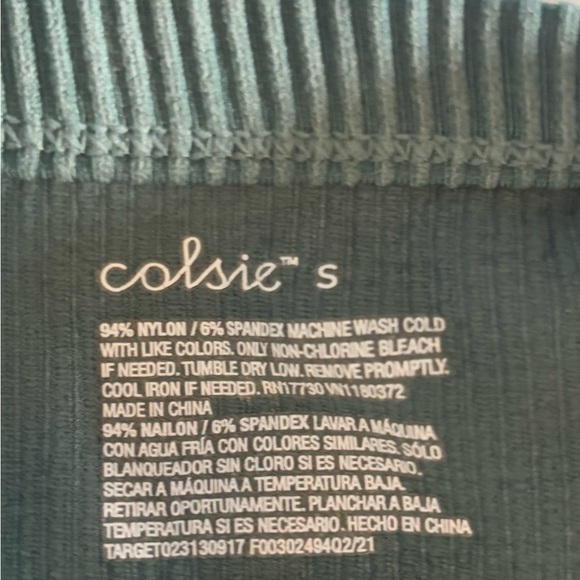 colsie™ S
94% NYLON / 6% SPANDEX MACHINE WASH COLD
WITH LIKE COLORS. ONLY NON-CHLORINE BLEACH
IF NEEDED. TUMBLE DRY LOW. REMOVE PROMPTLY.
COOL IRON IF NEEDED. RN17730 VN1180372
MADE IN CHINA
94% NAILON / 6% SPANDEX LAVAR A MÁQUINA
CON AGUA FRÍA CON COLORES SIMILARES. SÓLO
BLANQUEADOR SIN CLORO SI ES NECESARIO.
SECAR A MÁQUINA A TEMPERATURA BAJA.
RETIRAR OPORTUNAMENTE. PLANCHAR A BAJA
TEMPERATURA SI ES NECESARIO. HECHO EN CHINA
TARGET023130917 F0030249402/21